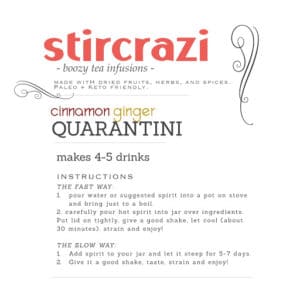 stircrazi
- boozy tea infusions -
MADE WITH DRIED FRUITS, HERBS, AND SPICES.
PALEO + KETO FRIENDLY.
cinnamon ginger
QUARANTINI
makes 4-5 drinks
INSTRUCTIONS
THE FAST WAY:
1. pour water or suggested spirit into a pot on stove
and bring just to a boil
2. carefully pour hot spirit into jar over ingredients.
Put lid on tightly, give a good shake, let cool (about
30 minutes). strain and enjoy!
THE SLOW WAY:
1. Add spirit to your jar and let it steep for 5-7 days
2. Give it a good shake, taste, strain and enjoy!